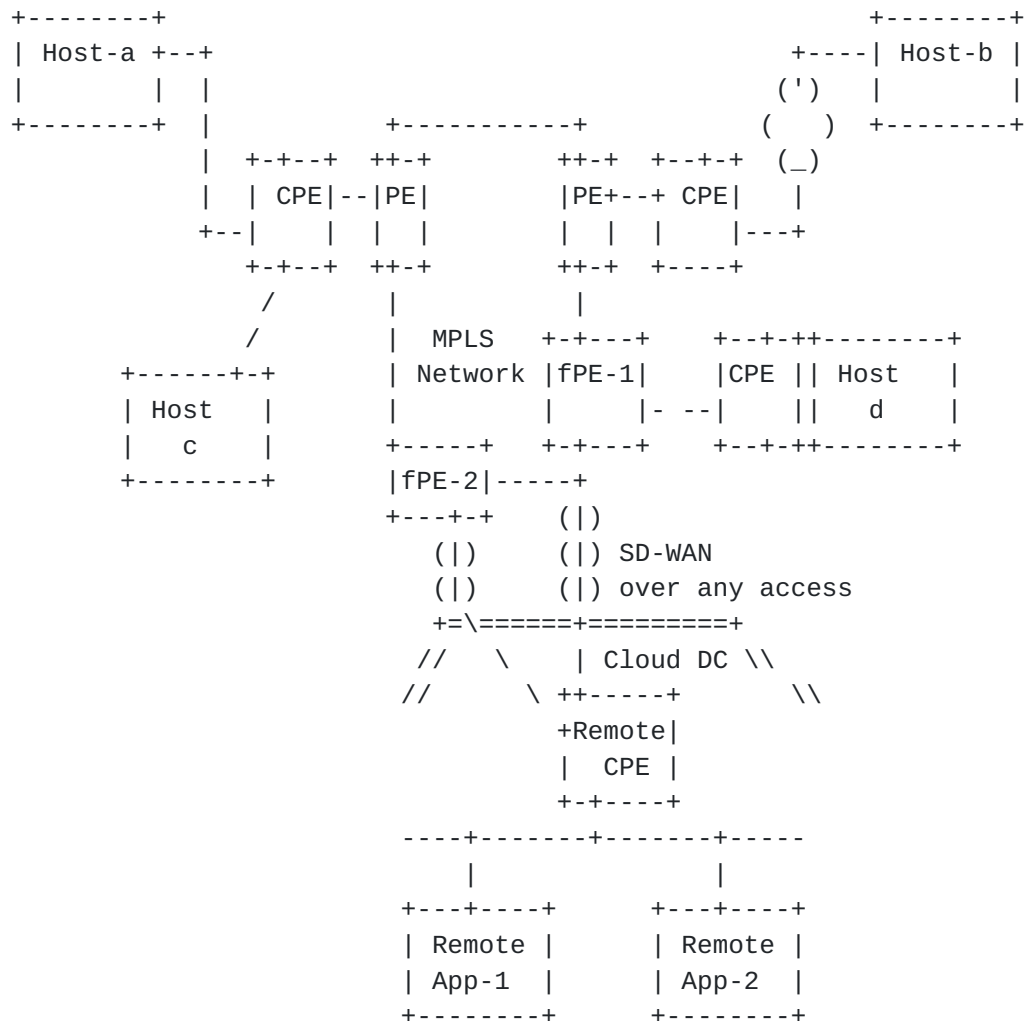 Host-a Host-b
CPE PE PE CPE
MPLS
Network fPE-1 CPE Host
Host d
c
fPE-2
SD-WAN
over any access
Cloud DC
Remote
CPE
Remote Remote
App-1 App-2